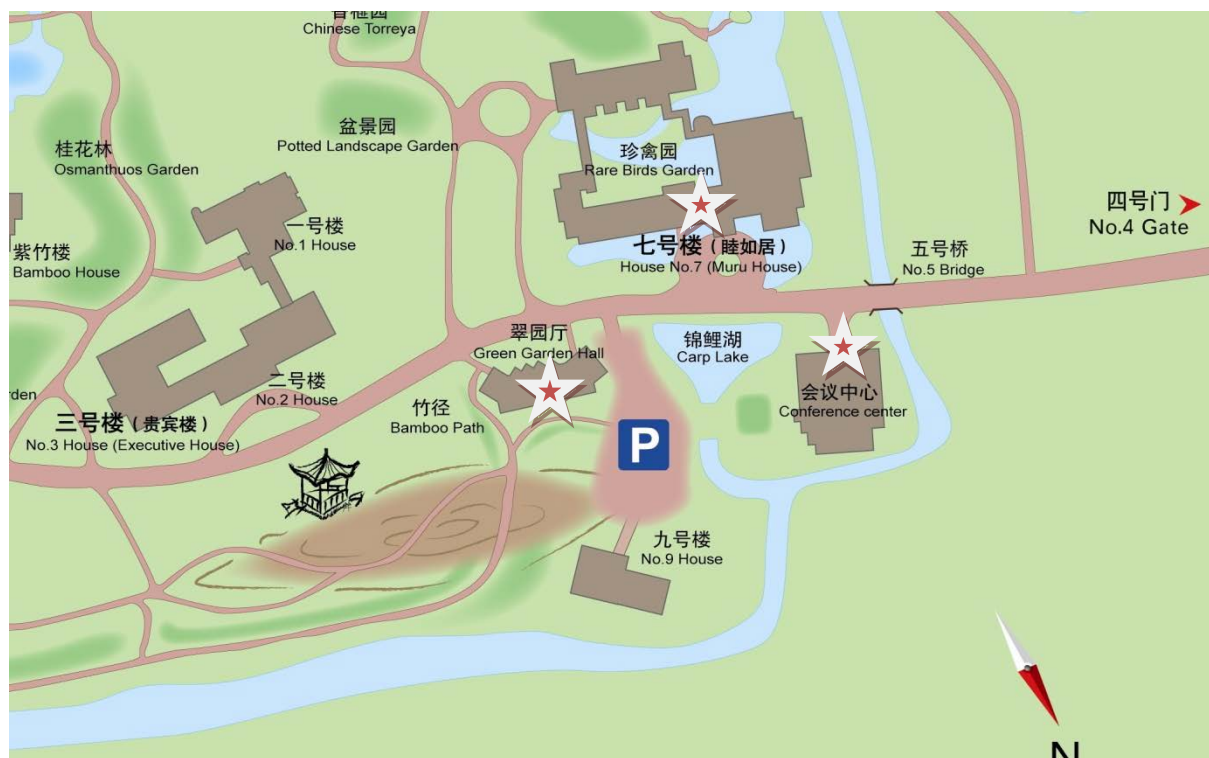 Chinese Torreya
盆景园
Potted Landscape Garden
桂花林
Osmanthuos Garden
珍禽园
Rare Birds Garden
四号门
No.4 Gate
一号楼
No.1 House
紫竹楼
Bamboo House
七号楼（睦如居）
House No.7 (Muru House)
五号桥
No.5 Bridge
翠园厅
Green Garden Hall
锦鲤湖
Carp Lake
二号楼
No.2 House
会议中心
Conference center
rden
竹径
Bamboo Path
三号楼（贵宾楼）
No.3 House (Executive House)
P
九号楼
No.9 House
N